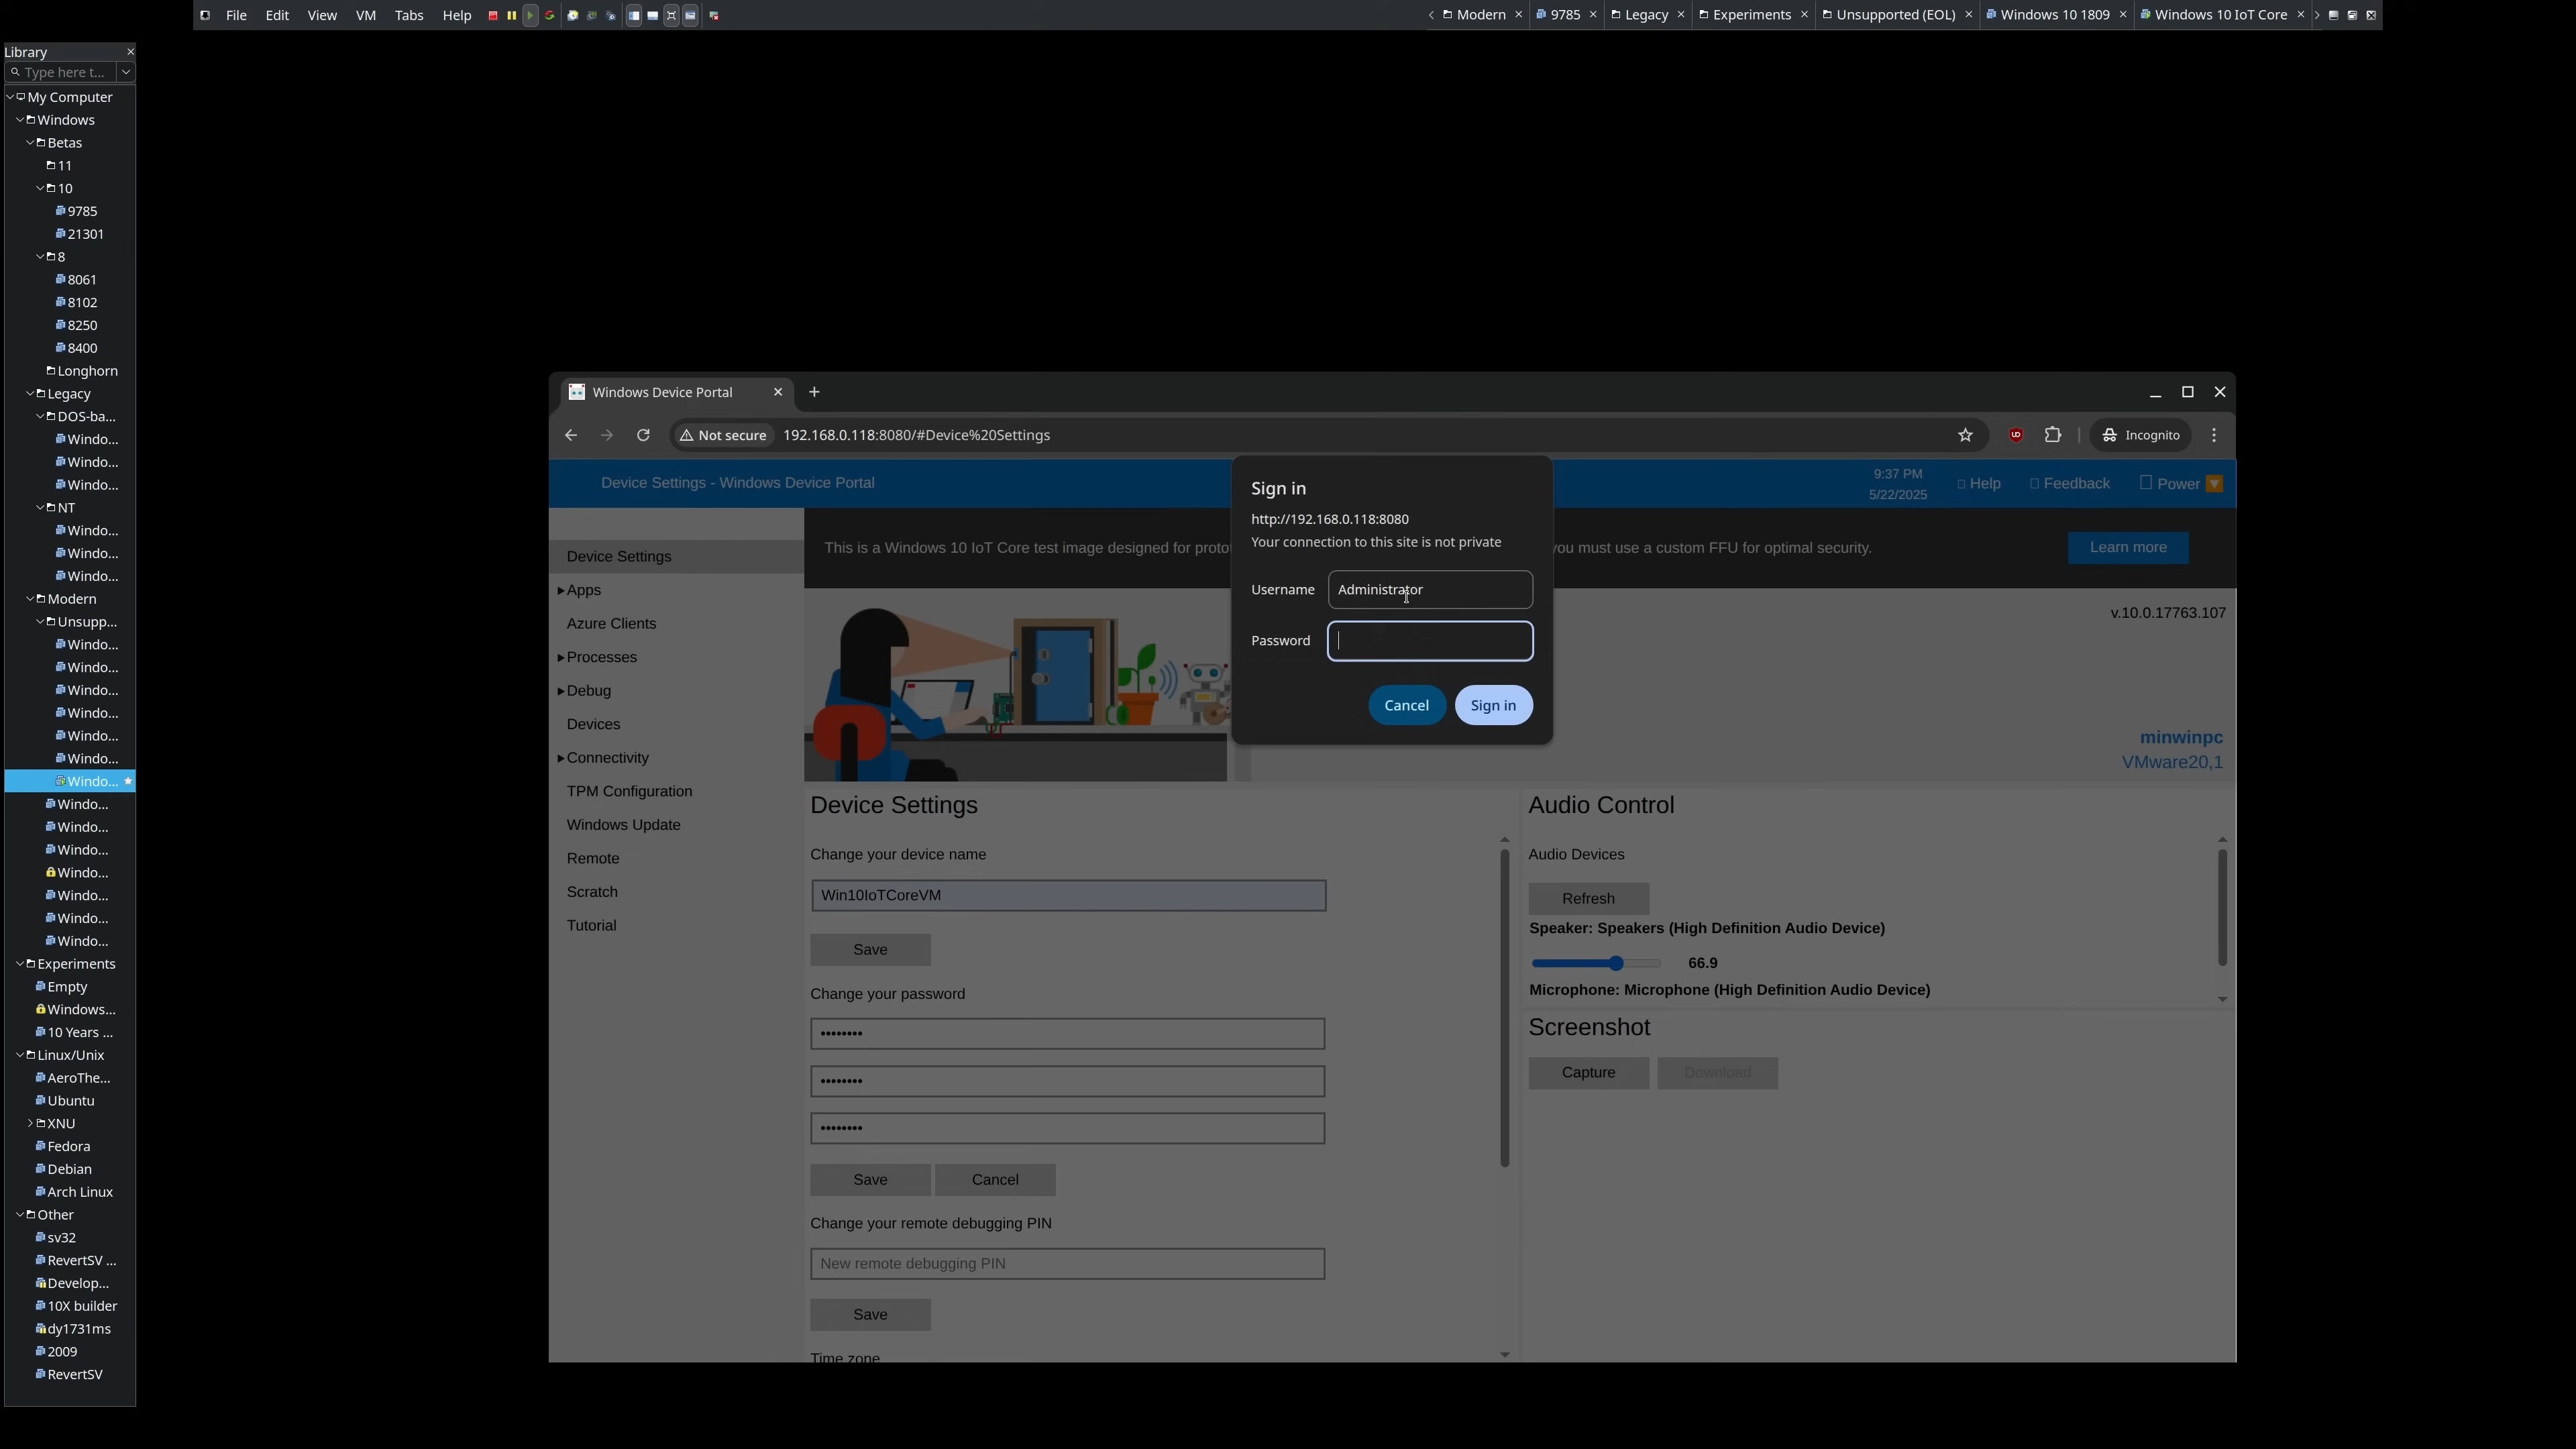 File Edit View VM Tabs Help
Modern 9785 Legacy Experiments Unsupported (EOL) Windows 10 1809 Windows 10 IoT Core
Library
Type here t...
My Computer
Windows
Betas
11
10
9785
21301
8
8061
8102
8250
8400
Longhorn
Legacy
DOS-ba...
Windo...
Windo...
Windo...
NT
Windo...
Windo...
Windo...
Modern
Unsupp...
Windo...
Windo...
Windo...
Windo...
Windo...
Windo...
Windo...
Windo...
Windo...
Windo...
Windo...
Windo...
Windo...
Windo...
Experiments
Empty
Windows...
10 Years ...
Linux/Unix
AeroThe...
Ubuntu
XNU
Fedora
Debian
Arch Linux
Other
sv32
RevertSV ...
Develop...
10X builder
dy1731ms
2009
RevertSV
Windows Device Portal
Not secure 192.168.0.118:8080/#Device%20Settings
Incognito
Device Settings - Windows Device Portal
9:37 PM
5/22/2025
Help Feedback Power
This is a Windows 10 IoT Core test image designed for proto
you must use a custom FFU for optimal security.
Learn more
Sign in
http://192.168.0.118:8080
Your connection to this site is not private
Username Administrator
Password
Cancel Sign in
Device Settings
Apps
Azure Clients
Processes
Debug
Devices
Connectivity
TPM Configuration
Windows Update
Remote
Scratch
Tutorial
v.10.0.17763.107
minwinpc
VMware20,1
Device Settings
Change your device name
Win10IoTCoreVM
Save
Change your password
••••••••
••••••••
••••••••
Save Cancel
Change your remote debugging PIN
New remote debugging PIN
Save
Time zone
Audio Control
Audio Devices
Refresh
Speaker: Speakers (High Definition Audio Device)
66.9
Microphone: Microphone (High Definition Audio Device)
Screenshot
Capture Download